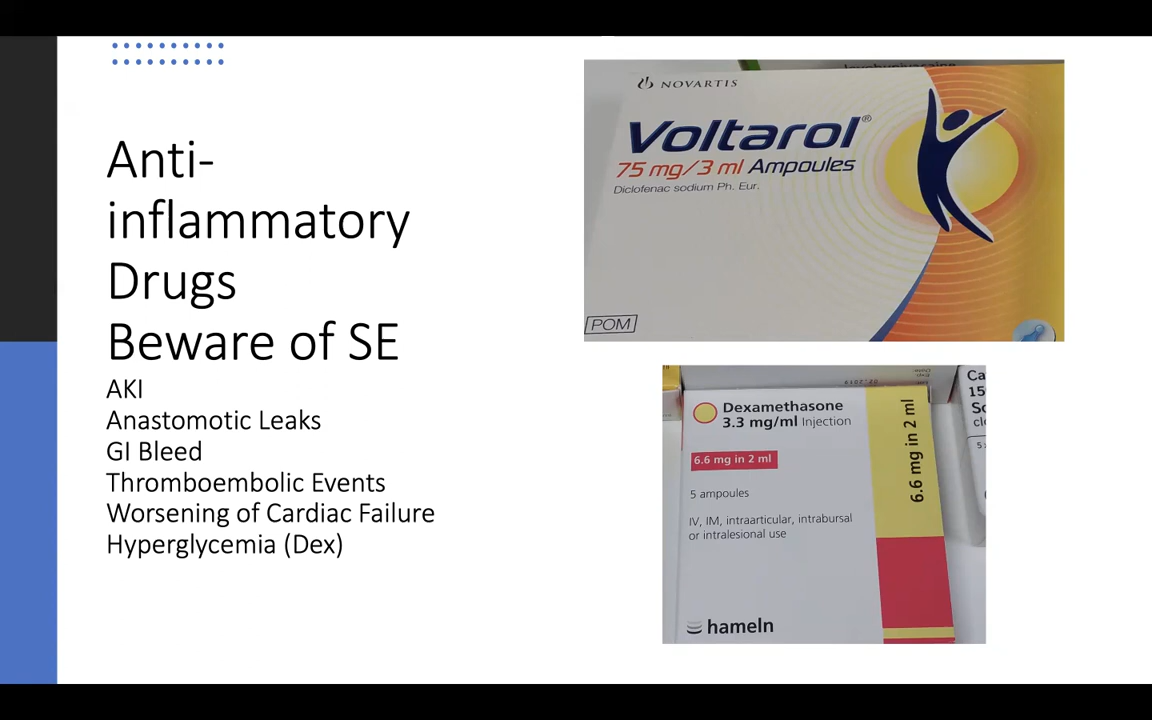 Anti-
inflammatory
Drugs
Beware of SE
AKI
Anastomotic Leaks
GI Bleed
Thromboembolic Events
Worsening of Cardiac Failure
Hyperglycemia (Dex)
NOVARTIS
Voltarol®
75 mg/3 ml Ampoules
Diclofenac sodium Ph. Eur.
POM
Dexamethasone
3.3 mg/ml Injection
6.6 mg in 2 ml
5 ampoules
IV, IM, intraarticular, intrabursal
or intralesional use
hameln
6.6 mg in 2 ml
Ca
15